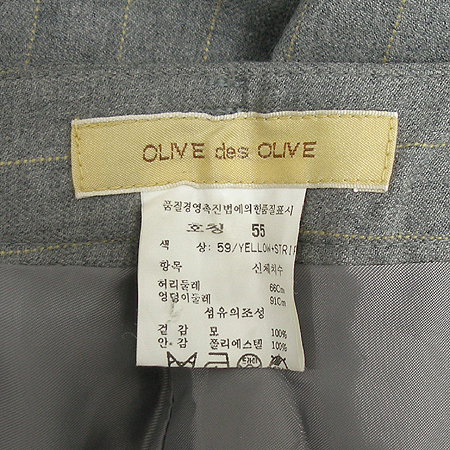 OLIVE des OLIVE
품질경영촉진법에의한품질표시
호칭 55
색 상: 59/YELLOW+STRIP
항목 신체치수
허리둘레 66Cm
엉덩이둘레 91Cm
섬유의조성
겉 감 모 100%
안 감 폴리에스텔 100%